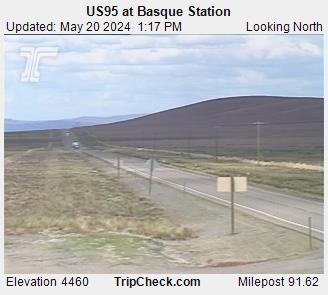 US95 at Basque Station
Updated: May 20 2024 1:17 PM Looking North
Elevation 4460 TripCheck.com Milepost 91.62